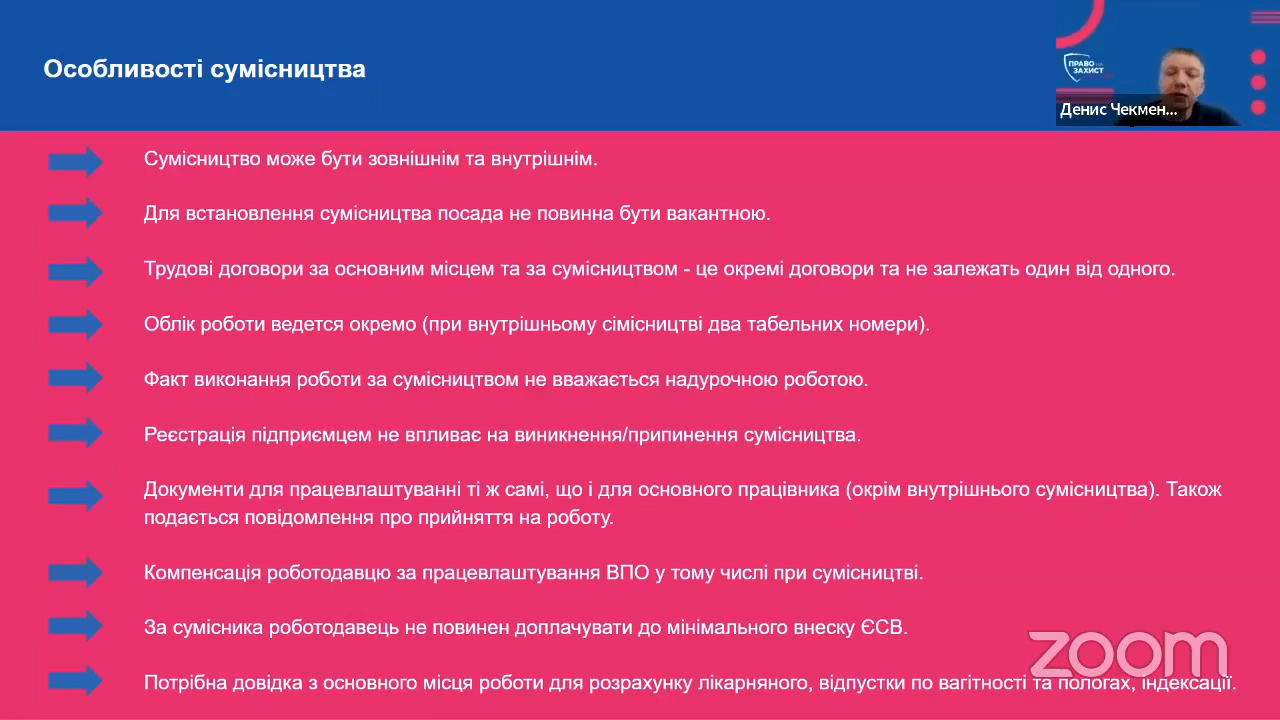 Особливості сумісництва
ПРАВО НА
ЗАХИСТ
Денис Чекмен...
Сумісництво може бути зовнішнім та внутрішнім.
Для встановлення сумісництва посада не повинна бути вакантною.
Трудові договори за основним місцем та за сумісництвом - це окремі договори та не залежать один від одного.
Облік роботи ведется окремо (при внутрішньому сімісництві два табельних номери).
Факт виконання роботи за сумісництвом не вважається надурочною роботою.
Реєстрація підприємцем не впливає на виникнення/припинення сумісництва.
Документи для працевлаштуванні ті ж самі, що і для основного працівника (окрім внутрішнього сумісництва). Також
подається повідомлення про прийняття на роботу.
Компенсація роботодавцю за працевлаштування ВПО у тому числі при сумісництві.
За сумісника роботодавець не повинен доплачувати до мінімального внеску ЄСВ.
Потрібна довідка з основного місця роботи для розрахунку лікарняного, відпустки по вагітності та пологах, індексації.
zoom